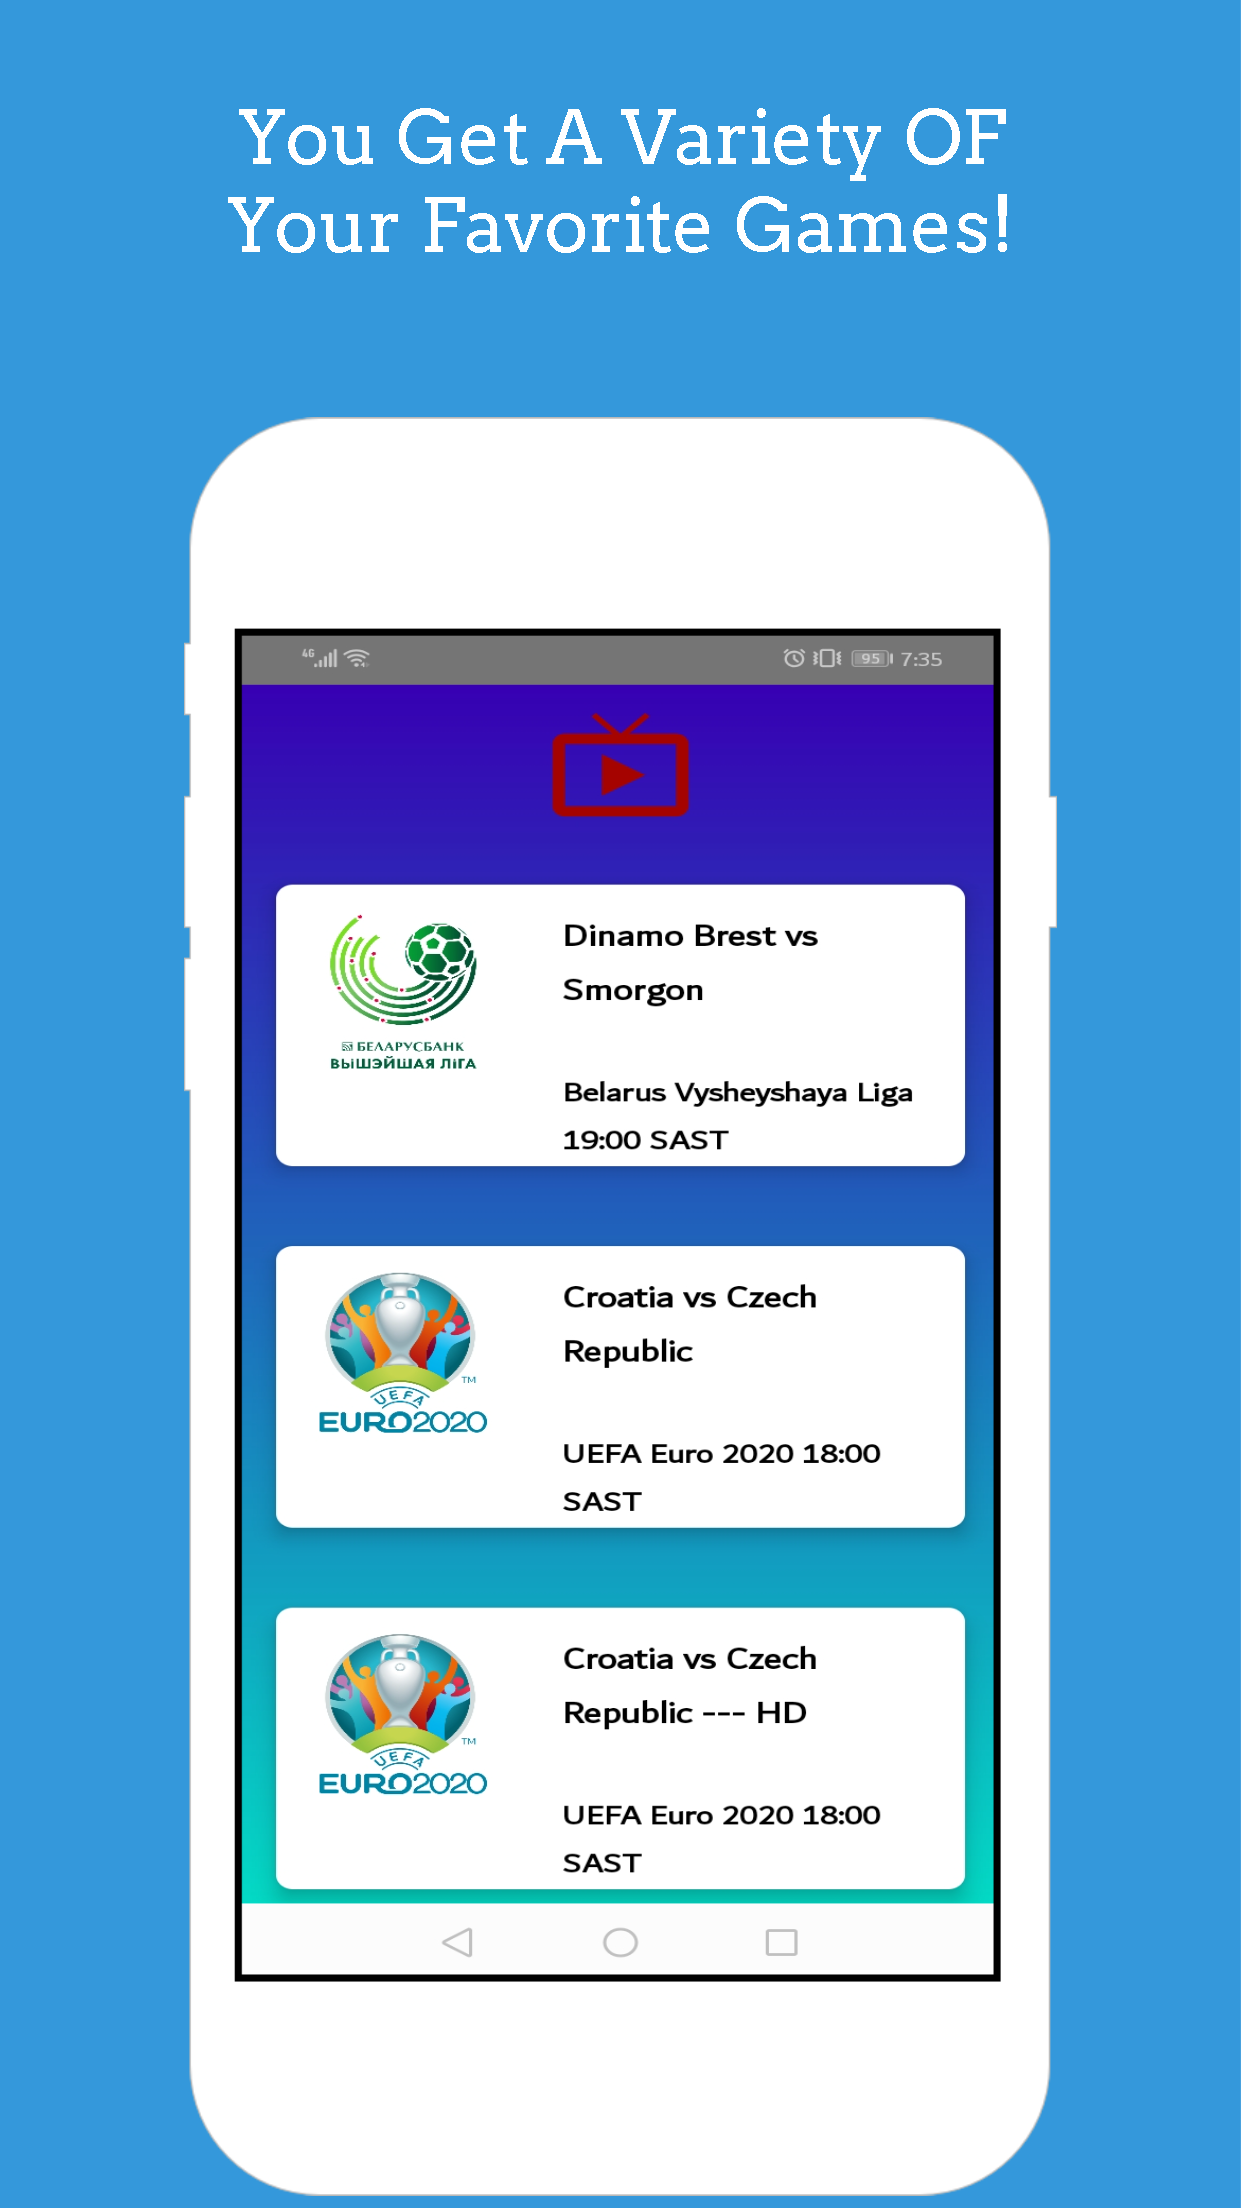 You Get A Variety OF
Your Favorite Games!
4G
95 7:35
Dinamo Brest vs
Smorgon
БЕЛАРУСБАНК
ВЫШЭЙШАЯ ЛІГА
Belarus Vysheyshaya Liga
19:00 SAST
Croatia vs Czech
Republic
TM
UEFA
EURO2020
UEFA Euro 2020 18:00
SAST
Croatia vs Czech
Republic --- HD
TM
UEFA
EURO2020
UEFA Euro 2020 18:00
SAST